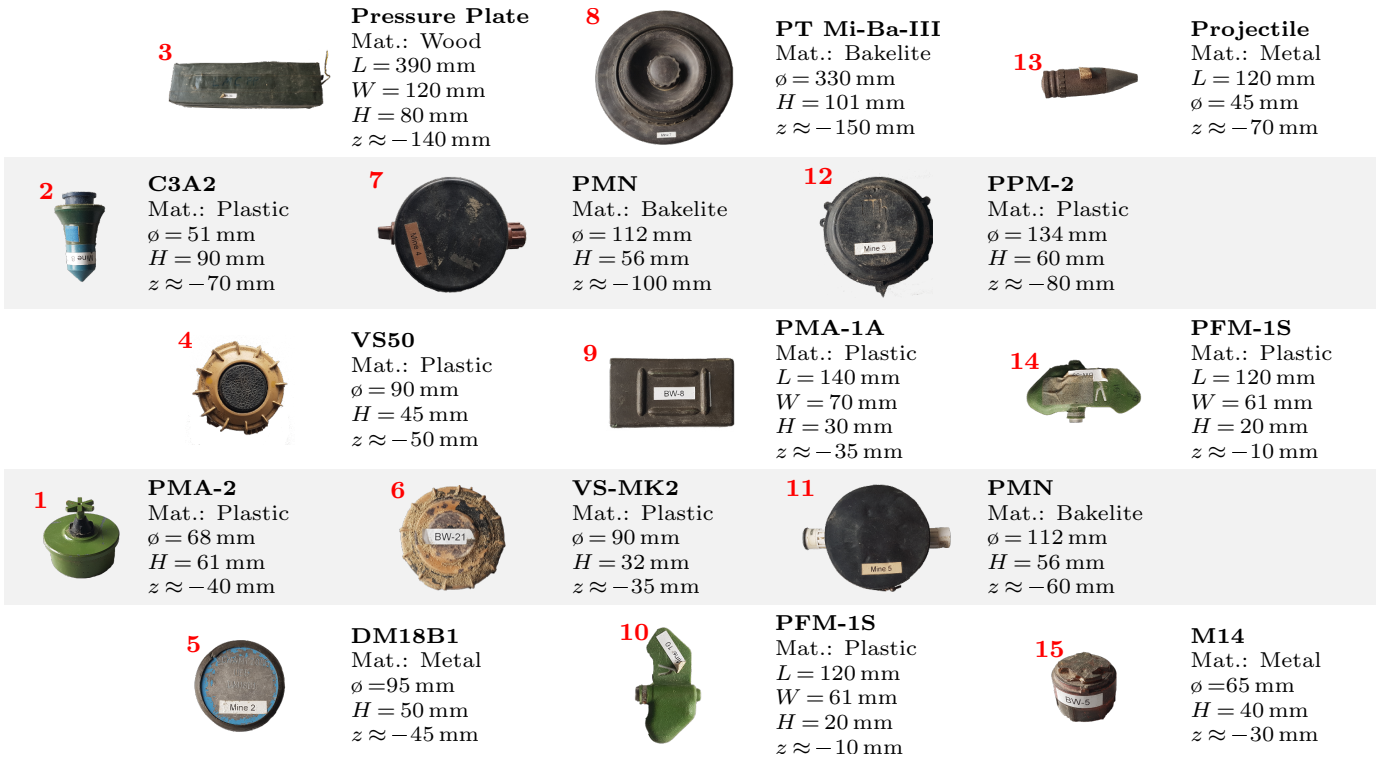 3
Pressure Plate
Mat.: Wood
L = 390 mm
W = 120 mm
H = 80 mm
z ≈ −140 mm
8
PT Mi-Ba-III
Mat.: Bakelite
ø = 330 mm
H = 101 mm
z ≈ −150 mm
13
Projectile
Mat.: Metal
L = 120 mm
ø = 45 mm
z ≈ −70 mm
2
Mine 8
C3A2
Mat.: Plastic
ø = 51 mm
H = 90 mm
z ≈ −70 mm
7
Mine 4
PMN
Mat.: Bakelite
ø = 112 mm
H = 56 mm
z ≈ −100 mm
12
Mine 3
PPM-2
Mat.: Plastic
ø = 134 mm
H = 60 mm
z ≈ −80 mm
4
VS50
Mat.: Plastic
ø = 90 mm
H = 45 mm
z ≈ −50 mm
9
BW-8
PMA-1A
Mat.: Plastic
L = 140 mm
W = 70 mm
H = 30 mm
z ≈ −35 mm
14
PFM-1S
Mat.: Plastic
L = 120 mm
W = 61 mm
H = 20 mm
z ≈ −10 mm
1
PMA-2
Mat.: Plastic
ø = 68 mm
H = 61 mm
z ≈ −40 mm
6
BW-21
VS-MK2
Mat.: Plastic
ø = 90 mm
H = 32 mm
z ≈ −35 mm
11
Mine 5
PMN
Mat.: Bakelite
ø = 112 mm
H = 56 mm
z ≈ −60 mm
5
Mine 2
DM18B1
Mat.: Metal
ø =95 mm
H = 50 mm
z ≈ −45 mm
10
Mine 10
PFM-1S
Mat.: Plastic
L = 120 mm
W = 61 mm
H = 20 mm
z ≈ −10 mm
15
BW-5
M14
Mat.: Metal
ø =65 mm
H = 40 mm
z ≈ −30 mm